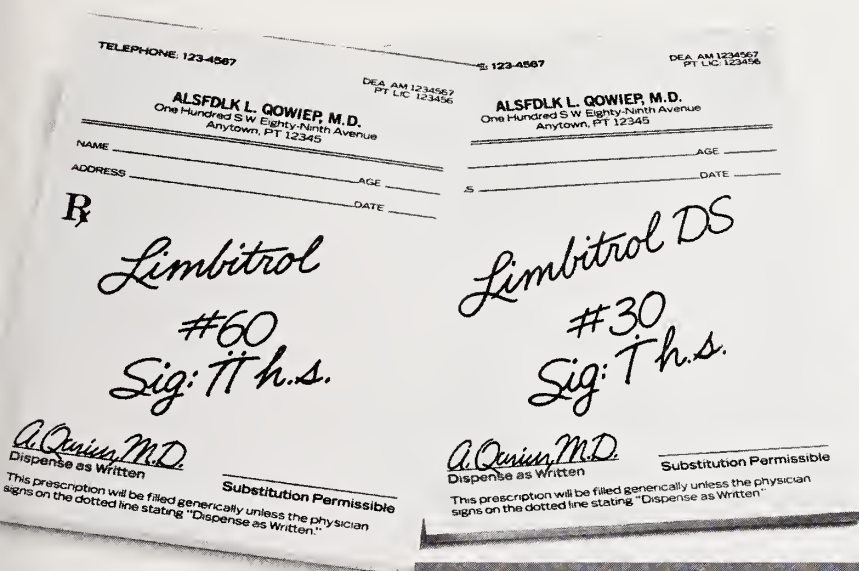 TELEPHONE: 123-4567
DEA AM 1234567
PT LIC 123456
ALSFDLK L. QOWIEP, M.D.
One Hundred S W Eighty-Ninth Avenue
Anytown, PT 12345
NAME AGE
ADDRESS DATE
Rx
Limbitrol
#60
Sig: ii h.s.
A. Qurius, M.D.
Dispense as Written
Substitution Permissible
This prescription will be filled generically unless the physician
signs on the dotted line stating "Dispense as Written."
E: 123-4567
DEA AM 1234567
PT LIC 123456
ALSFDLK L. QOWIEP, M.D.
One Hundred S W Eighty-Ninth Avenue
Anytown, PT 12345
AGE
S DATE
Limbitrol DS
#30
Sig: i h.s.
A. Qurius, M.D.
Dispense as Written
Substitution Permissible
This prescription will be filled generically unless the physician
signs on the dotted line stating "Dispense as Written"